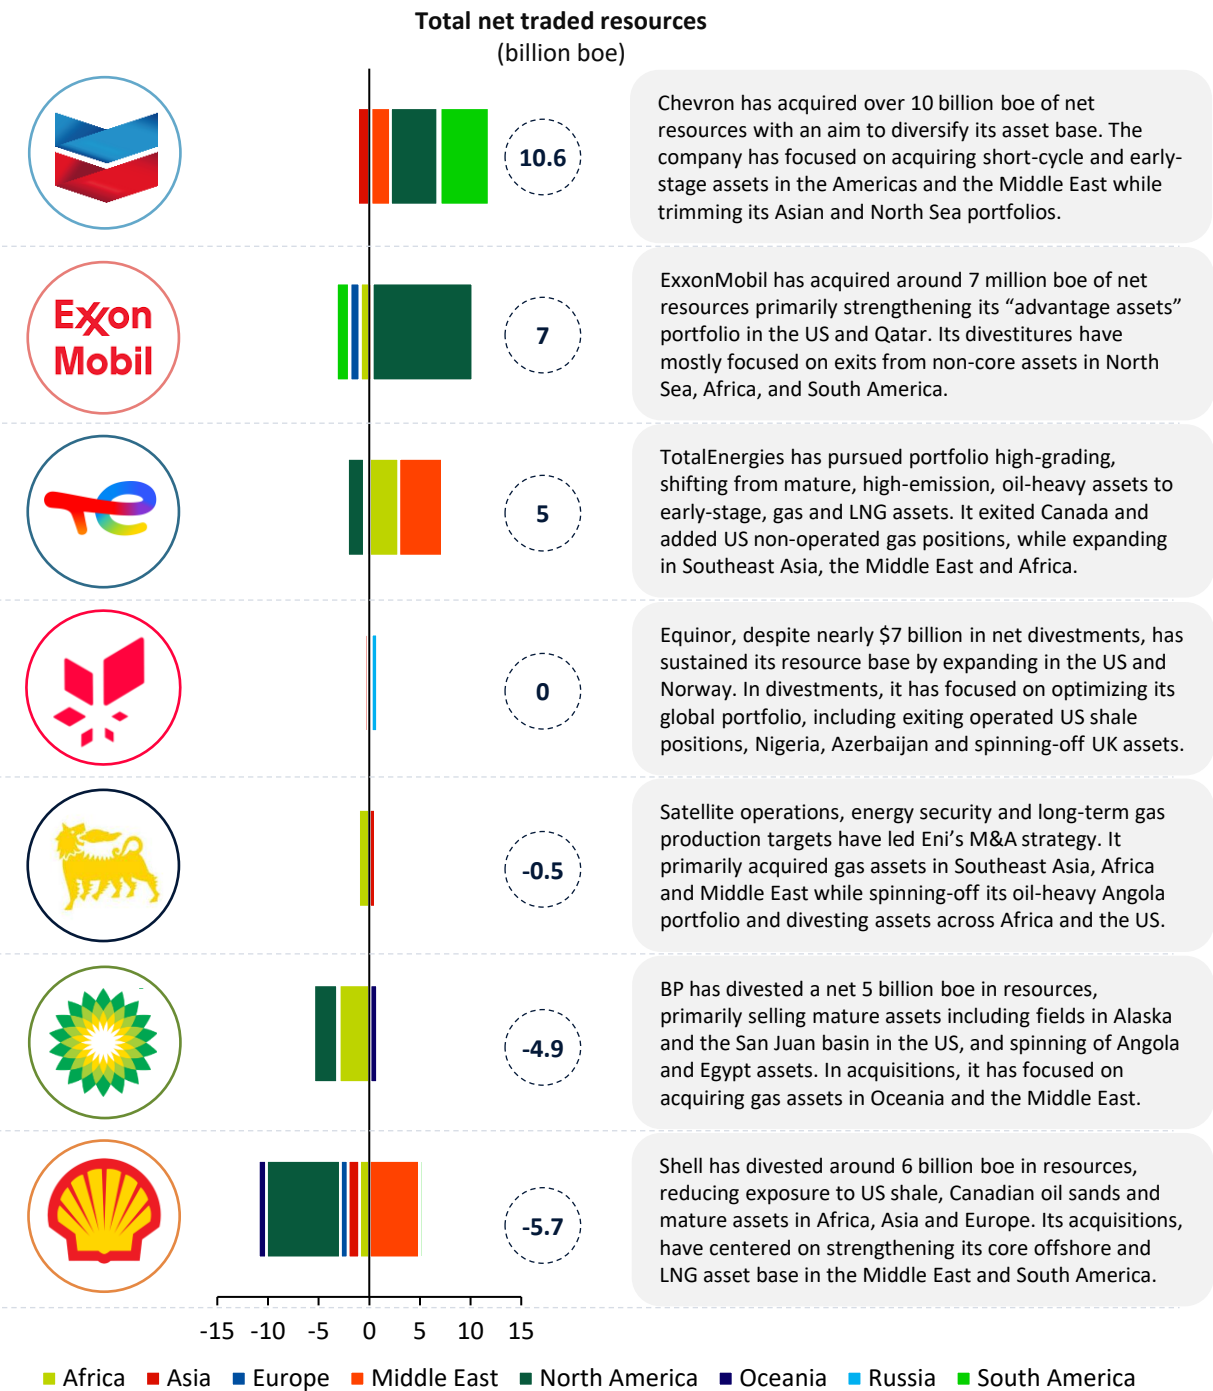 Total net traded resources
(billion boe)
10.6
Chevron has acquired over 10 billion boe of net
resources with an aim to diversify its asset base. The
company has focused on acquiring short-cycle and early-
stage assets in the Americas and the Middle East while
trimming its Asian and North Sea portfolios.
Exxon
Mobil
7
ExxonMobil has acquired around 7 million boe of net
resources primarily strengthening its “advantage assets”
portfolio in the US and Qatar. Its divestitures have
mostly focused on exits from non-core assets in North
Sea, Africa, and South America.
5
TotalEnergies has pursued portfolio high-grading,
shifting from mature, high-emission, oil-heavy assets to
early-stage, gas and LNG assets. It exited Canada and
added US non-operated gas positions, while expanding
in Southeast Asia, the Middle East and Africa.
0
Equinor, despite nearly $7 billion in net divestments, has
sustained its resource base by expanding in the US and
Norway. In divestments, it has focused on optimizing its
global portfolio, including exiting operated US shale
positions, Nigeria, Azerbaijan and spinning-off UK assets.
-0.5
Satellite operations, energy security and long-term gas
production targets have led Eni’s M&A strategy. It
primarily acquired gas assets in Southeast Asia, Africa
and Middle East while spinning-off its oil-heavy Angola
portfolio and divesting assets across Africa and the US.
-4.9
BP has divested a net 5 billion boe in resources,
primarily selling mature assets including fields in Alaska
and the San Juan basin in the US, and spinning of Angola
and Egypt assets. In acquisitions, it has focused on
acquiring gas assets in Oceania and the Middle East.
-5.7
Shell has divested around 6 billion boe in resources,
reducing exposure to US shale, Canadian oil sands and
mature assets in Africa, Asia and Europe. Its acquisitions,
have centered on strengthening its core offshore and
LNG asset base in the Middle East and South America.
-15 -10 -5 0 5 10 15
Africa Asia Europe Middle East North America Oceania Russia South America